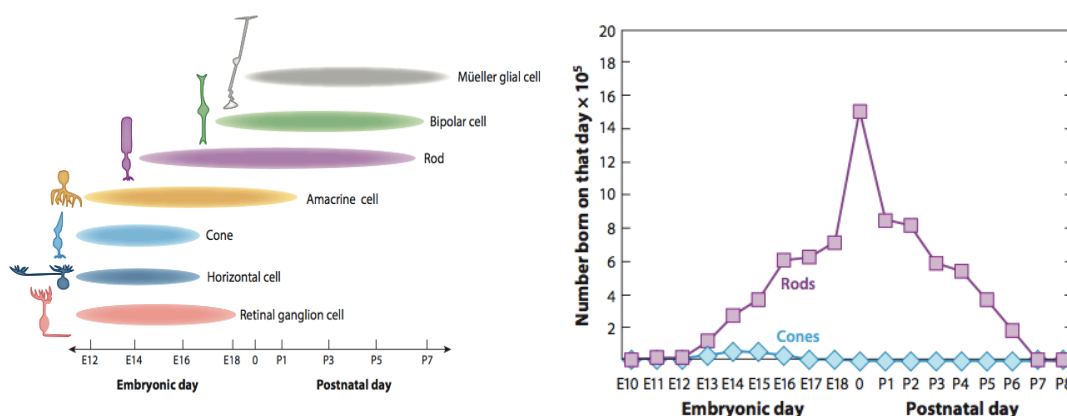 Müeller glial cell
Bipolar cell
Rod
Amacrine cell
Cone
Horizontal cell
Retinal ganglion cell
E12 E14 E16 E18 0 P1 P3 P5 P7
Embryonic day Postnatal day
Number born on that day × 10⁵
20
18
16
14
12
10
8
6
4
2
Rods
Cones
E10 E11 E12 E13 E14 E15 E16 E17 E18 0 P1 P2 P3 P4 P5 P6 P7 P8
Embryonic day Postnatal day